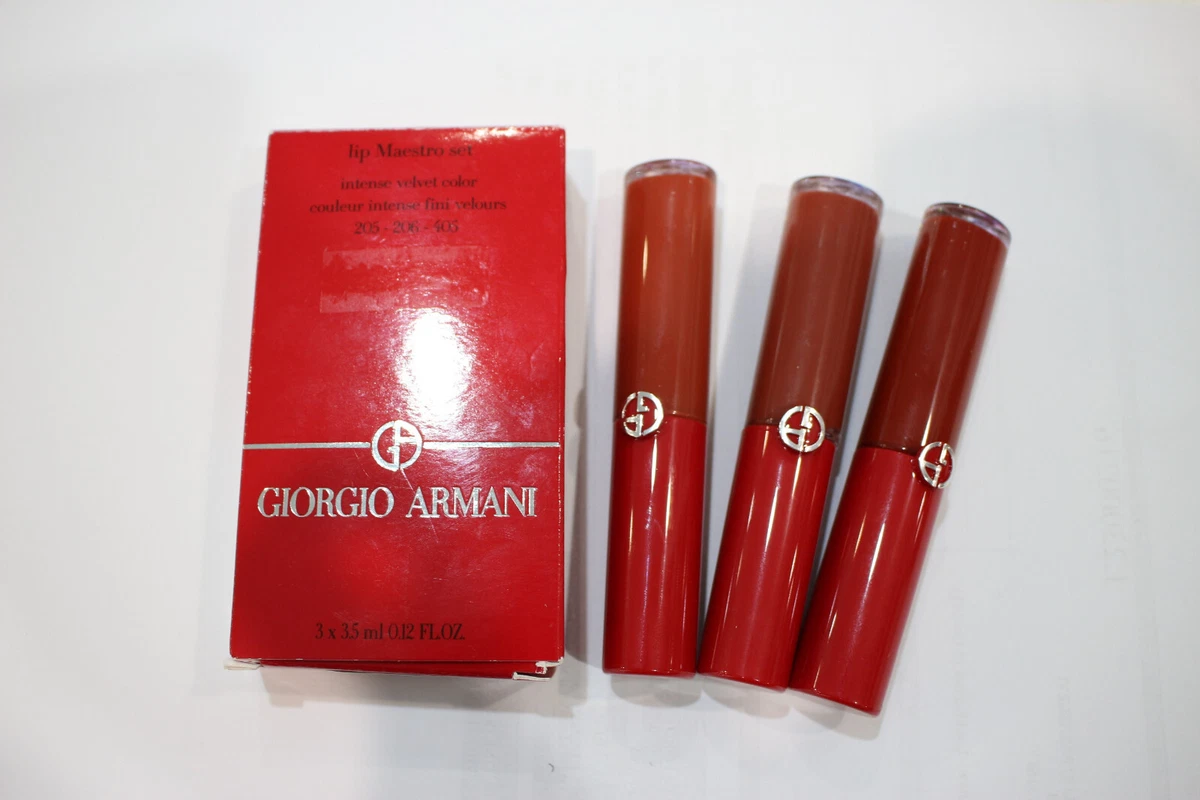 lip Maestro set
intense velvet color
couleur intense fini velours
205 - 206 - 405
GA
GIORGIO ARMANI
3 x 3.5 ml 0.12 FL.OZ.